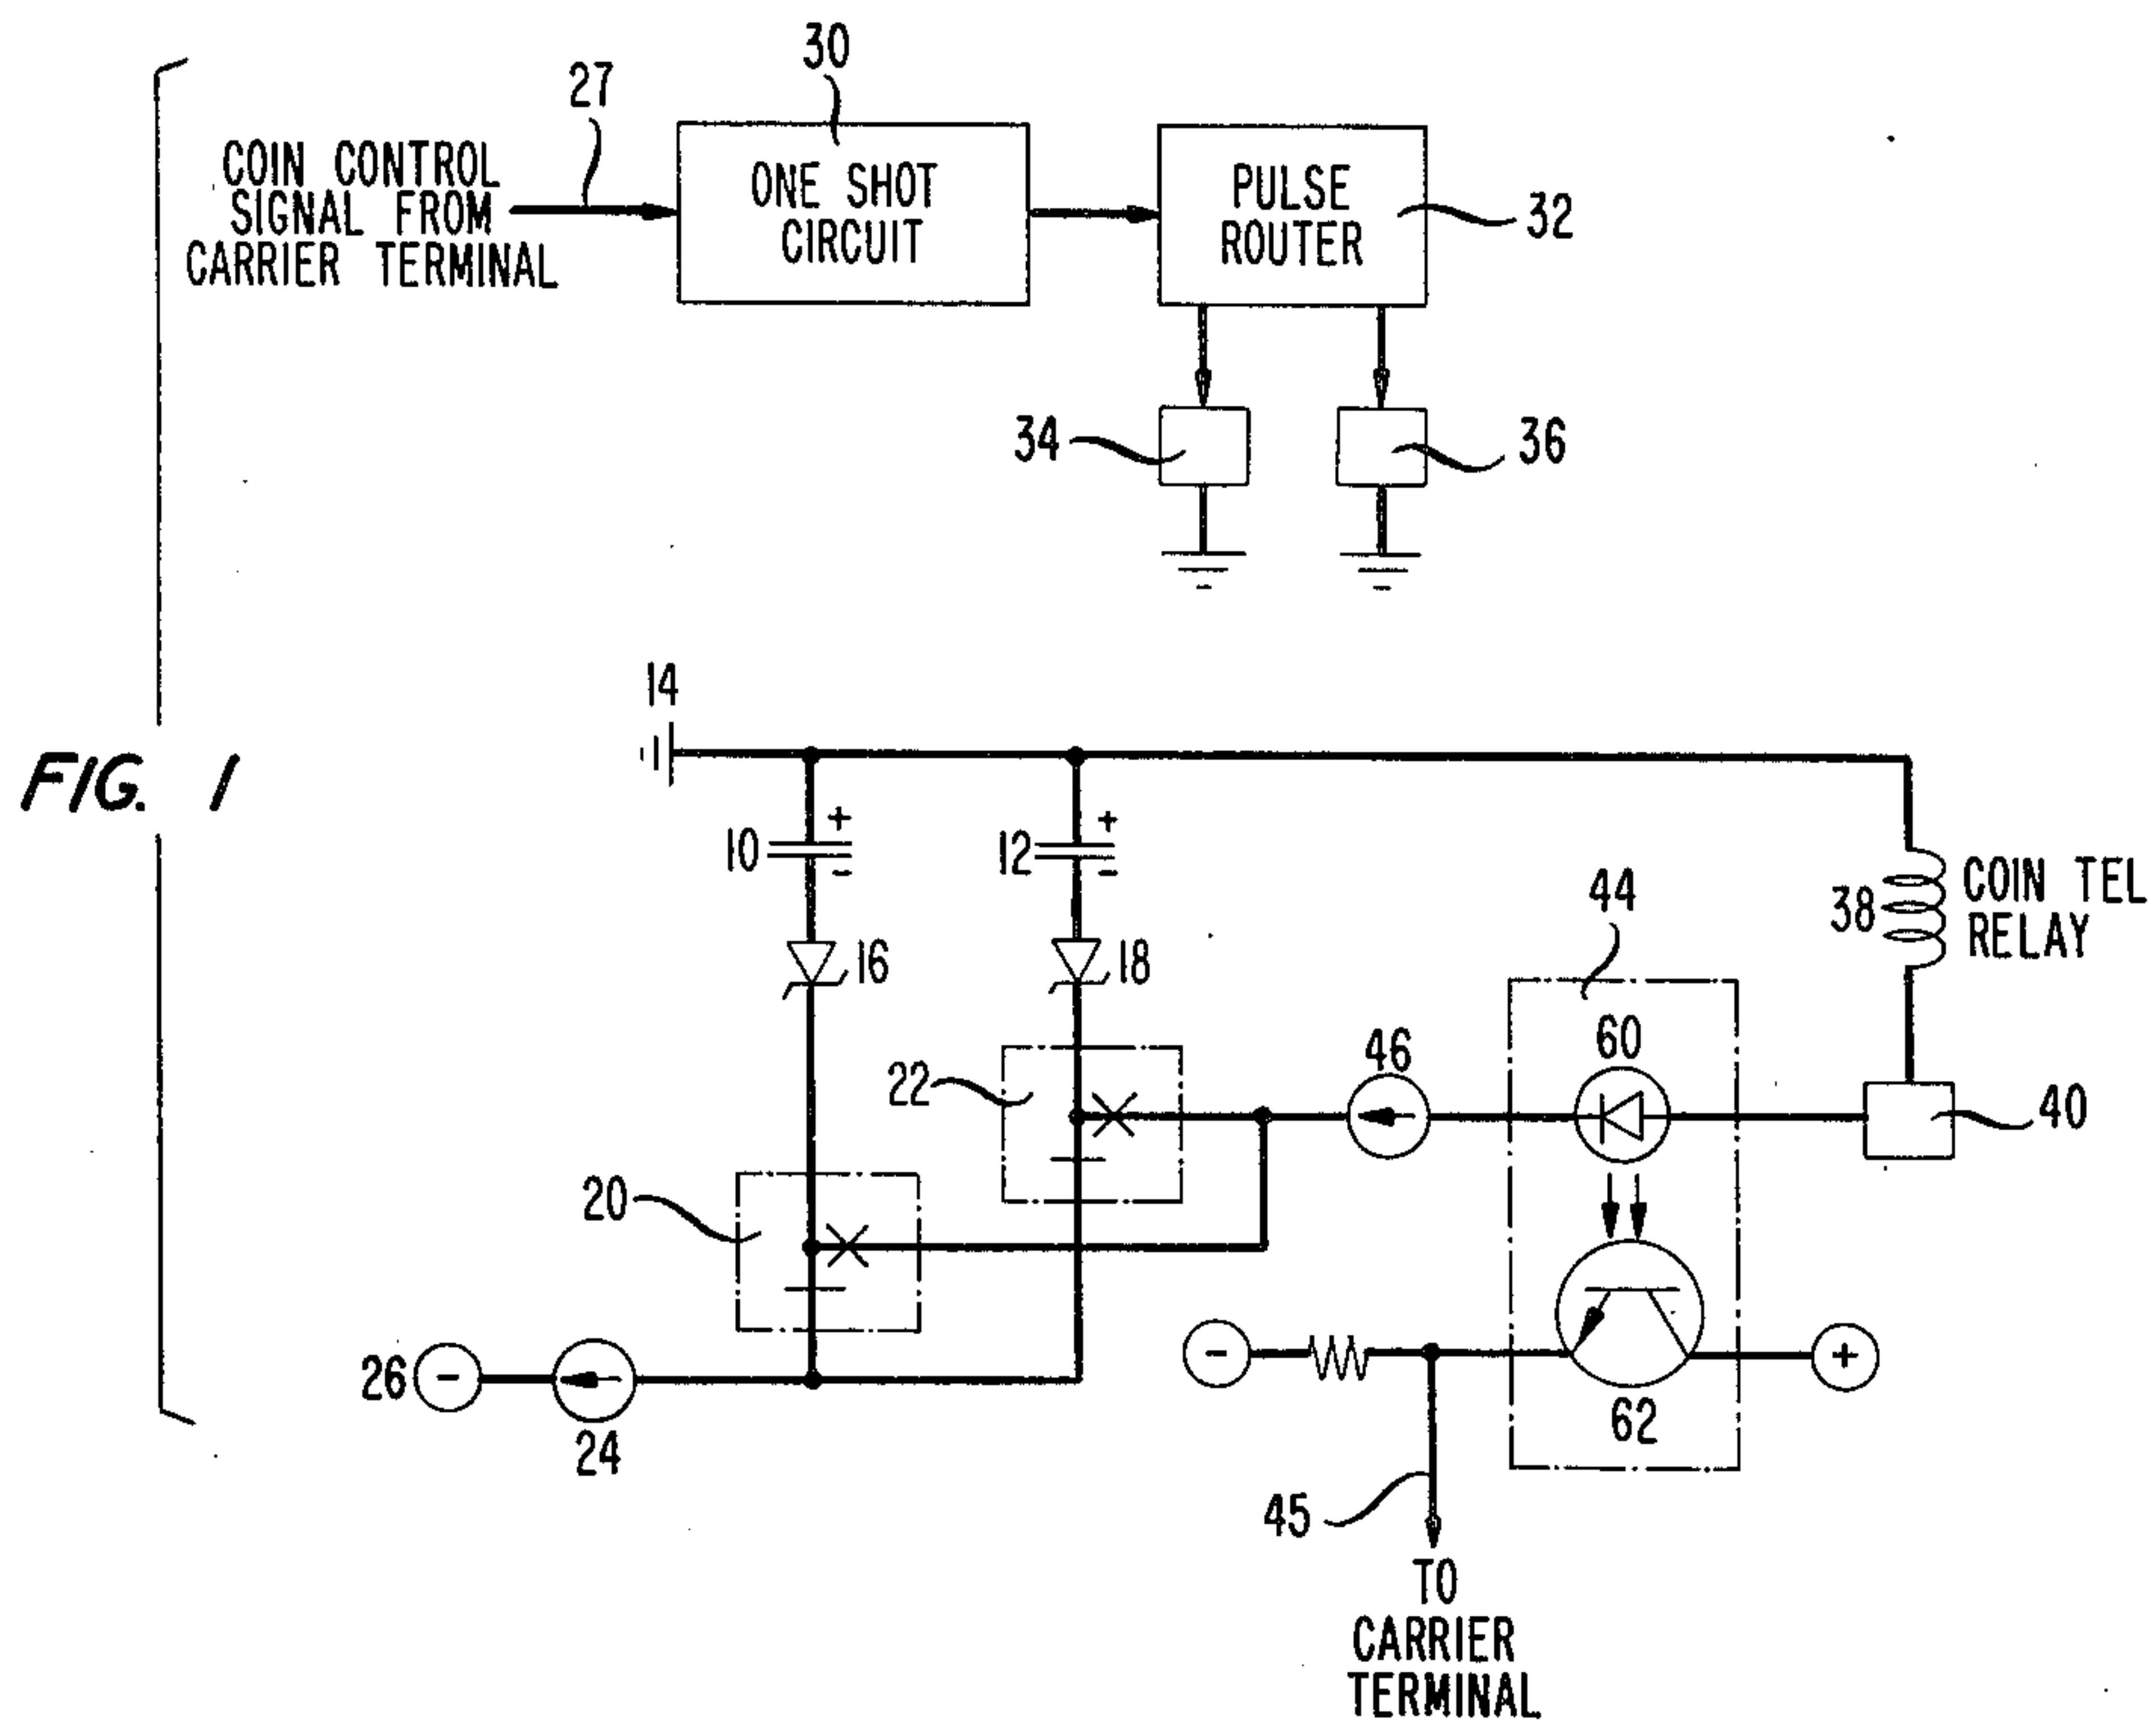 30
27
COIN CONTROL
SIGNAL FROM
CARRIER TERMINAL
ONE SHOT
CIRCUIT
PULSE
ROUTER
32
34
36
14
FIG. 1
+
10
-
+
12
-
16
18
38
COIN TEL
RELAY
44
60
46
22
40
20
26
-
24
-
+
62
45
TO
CARRIER
TERMINAL